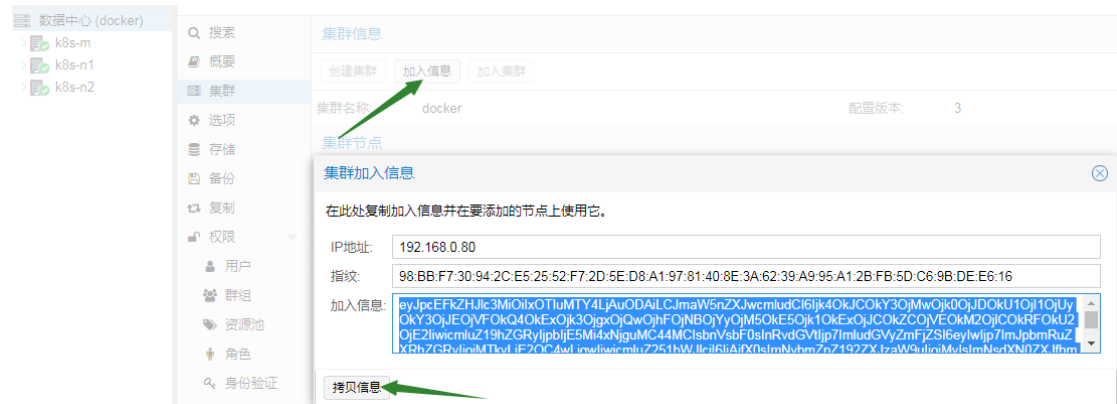 数据中心 (docker)
k8s-m
k8s-n1
k8s-n2
搜索
概要
集群
选项
存储
备份
复制
权限
用户
群组
资源池
角色
身份验证
集群信息
创建集群 加入信息 加入集群
集群名称: docker 配置版本: 3
集群节点
集群加入信息
在此处复制加入信息并在要添加的节点上使用它。
IP地址: 192.168.0.80
指纹: 98:BB:F7:30:94:2C:E5:25:52:F7:2D:5E:D8:A1:97:81:40:8E:3A:62:39:A9:95:A1:2B:FB:5D:C6:9B:DE:E6:16
加入信息:
拷贝信息